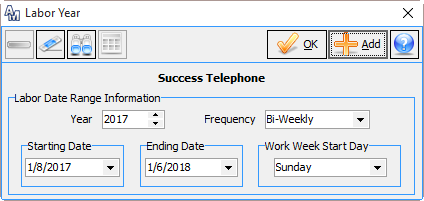 AM Labor Year
OK Add ?
Success Telephone
Labor Date Range Information
Year 2017 Frequency Bi-Weekly
Starting Date Ending Date Work Week Start Day
1/8/2017 1/6/2018 Sunday